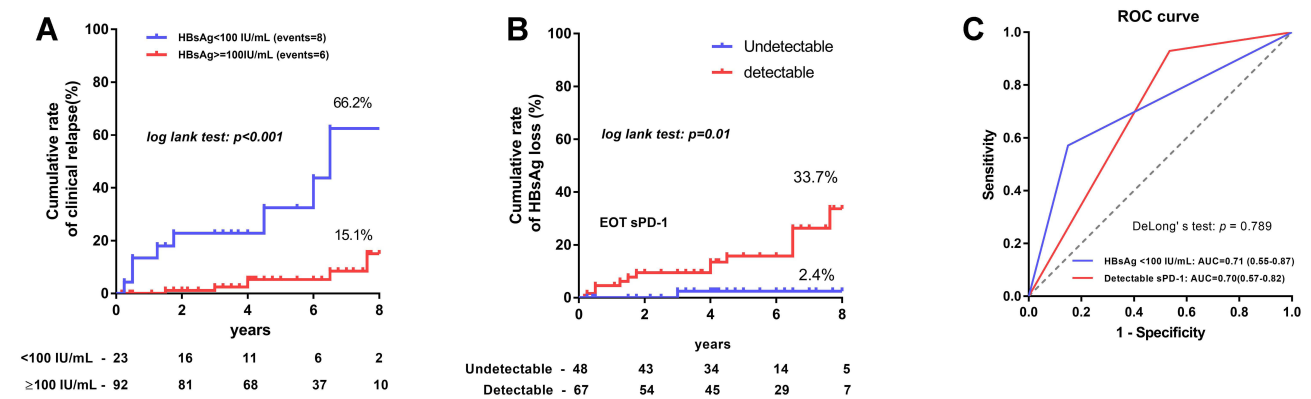 A
Cumulative rate
of clinical relapse(%)
100
80
60
40
20
0
HBsAg<100 IU/mL (events=8)
HBsAg>=100IU/mL (events=6)
66.2%
log lank test: p<0.001
15.1%
0 2 4 6 8
years
<100 IU/mL - 23 16 11 6 2
≥100 IU/mL - 92 81 68 37 10
B
Cumulative rate
of HBsAg loss (%)
100
80
60
40
20
0
Undetectable
detectable
log lank test: p=0.01
33.7%
EOT sPD-1
2.4%
0 2 4 6 8
years
Undetectable - 48 43 34 14 5
Detectable - 67 54 45 29 7
C
ROC curve
Sensitivity
1.0
0.8
0.6
0.4
0.2
0.0
DeLong' s test: p = 0.789
HBsAg <100 IU/mL: AUC=0.71 (0.55-0.87)
Detectable sPD-1: AUC=0.70(0.57-0.82)
0.0 0.2 0.4 0.6 0.8 1.0
1 - Specificity